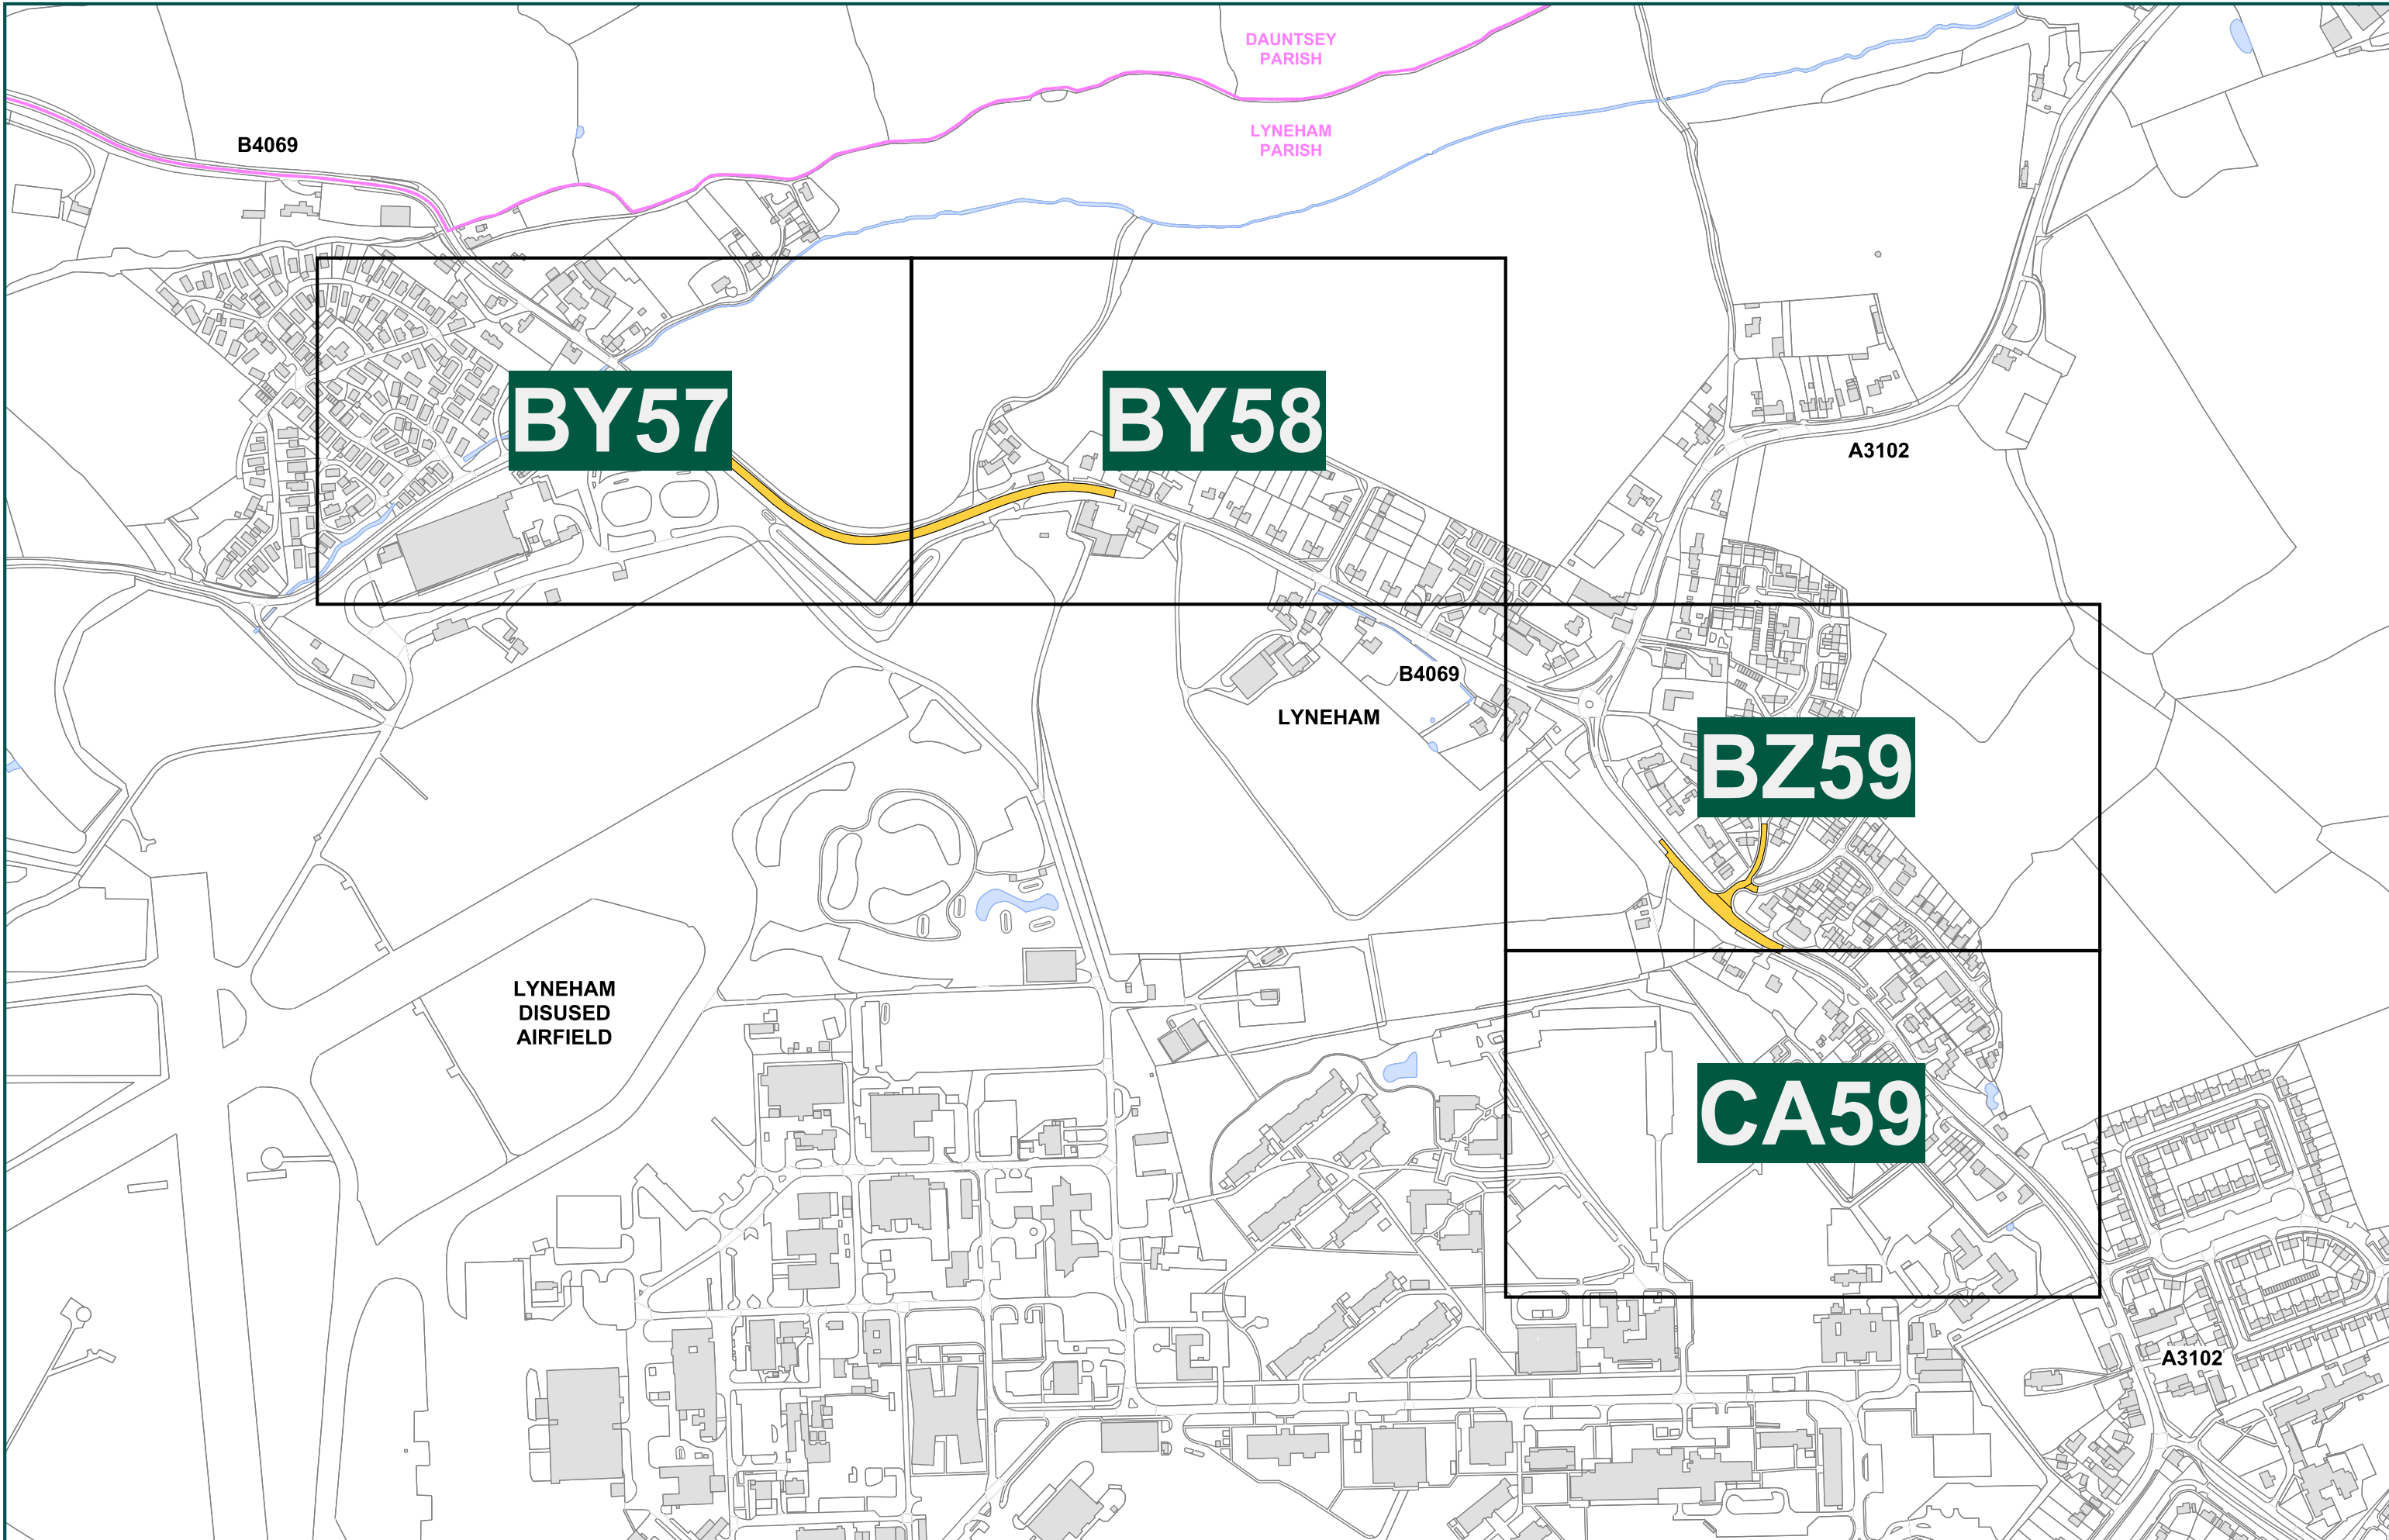 DAUNTSEY
PARISH
LYNEHAM
PARISH
B4069
BY57
BY58
A3102
B4069
LYNEHAM
BZ59
LYNEHAM
DISUSED
AIRFIELD
CA59
A3102